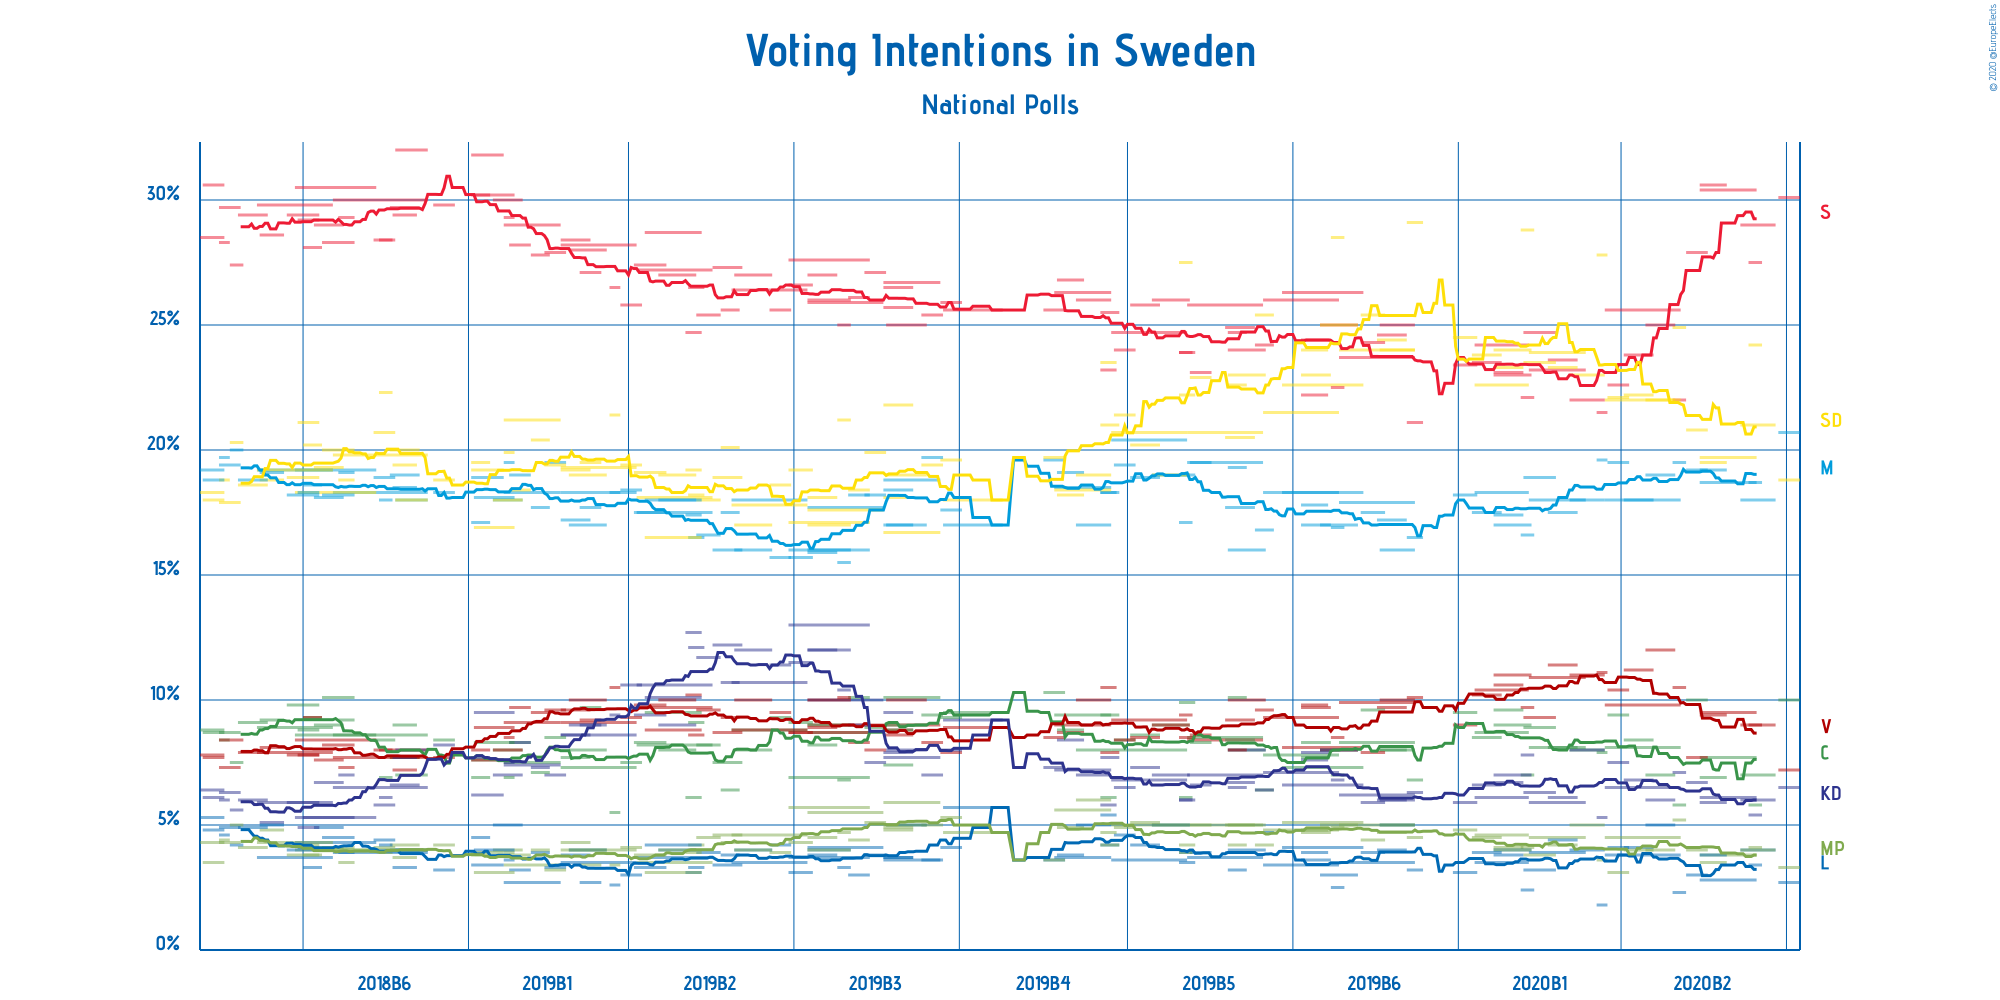 © 2020 @EuropeElects
Voting Intentions in Sweden
National Polls
30%
25%
20%
15%
10%
5%
0%
S
SD
M
V
C
KD
MP
L
2018B6 2019B1 2019B2 2019B3 2019B4 2019B5 2019B6 2020B1 2020B2